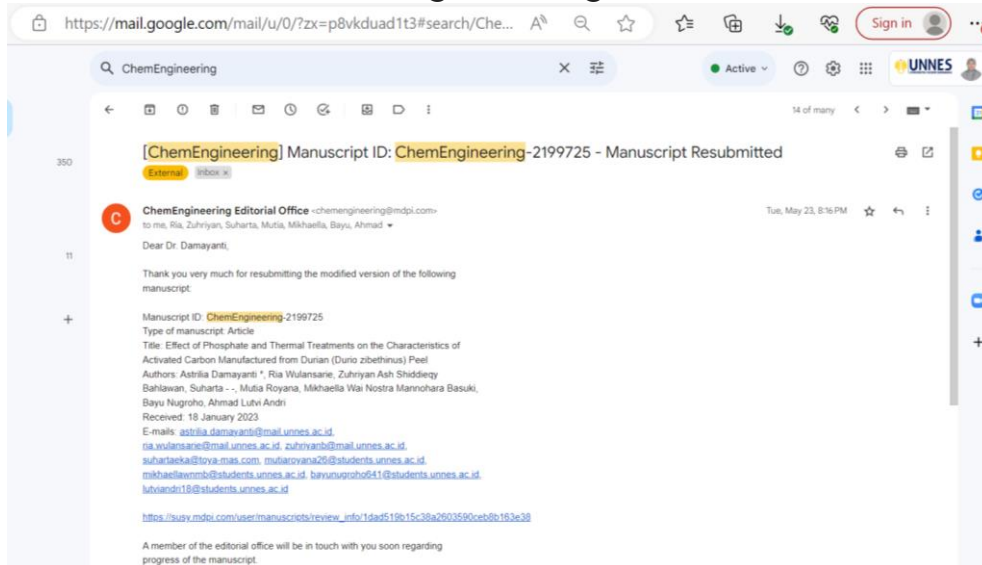 https://mail.google.com/mail/u/0/?zx=p8vkduad1t3#search/Che...
Sign in
ChemEngineering
Active
UNNES
14 of many
350
[ChemEngineering] Manuscript ID: ChemEngineering-2199725 - Manuscript Resubmitted
External Inbox x
C
ChemEngineering Editorial Office <chemengineering@mdpi.com>
Tue, May 23, 8:16 PM
to me, Ria, Zuhriyan, Suharta, Mutia, Mikhaella, Bayu, Ahmad
11
Dear Dr. Damayanti,
Thank you very much for resubmitting the modified version of the following
manuscript:
Manuscript ID: ChemEngineering-2199725
Type of manuscript: Article
Title: Effect of Phosphate and Thermal Treatments on the Characteristics of
Activated Carbon Manufactured from Durian (Durio zibethinus) Peel
Authors: Astrilia Damayanti *, Ria Wulansarie, Zuhriyan Ash Shiddieqy
Bahlawan, Suharta - -, Mutia Royana, Mikhaella Wai Nostra Mannohara Basuki,
Bayu Nugroho, Ahmad Lutvi Andri
Received: 18 January 2023
E-mails: astrilia.damayanti@mail.unnes.ac.id,
ria.wulansarie@mail.unnes.ac.id, zuhriyanb@mail.unnes.ac.id,
suhartaeka@toya-mas.com, mutiaroyana26@students.unnes.ac.id,
mikhaellawnmb@students.unnes.ac.id, bayunugroho641@students.unnes.ac.id,
lutviandri18@students.unnes.ac.id
https://susy.mdpi.com/user/manuscripts/review_info/1dad519b15c38a2603590ceb8b163e38
A member of the editorial office will be in touch with you soon regarding
progress of the manuscript.